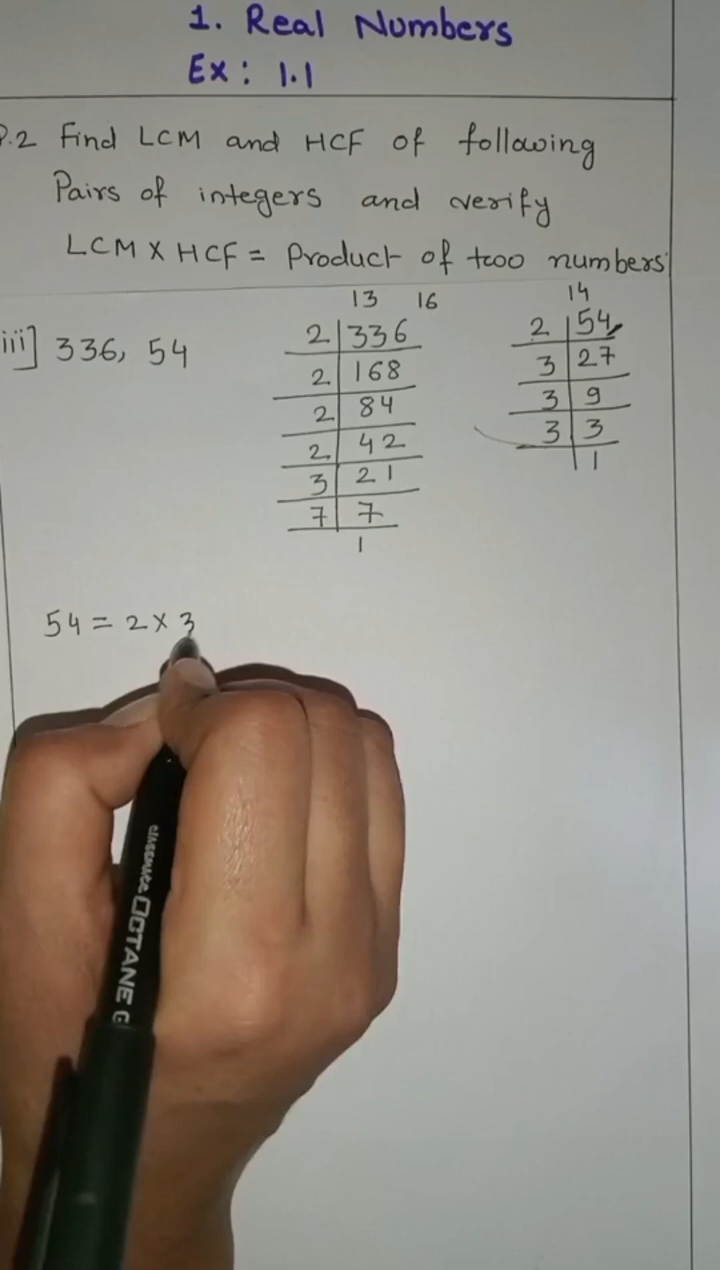 1. Real Numbers
Ex: 1.1
Q.2 Find LCM and HCF of following
Pairs of integers and verify
LCM X HCF = Product of two numbers
iii] 336, 54
13 16
2 336
2 168
2 84
2 42
3 21
7 7
1
14
2 54
3 27
3 9
3 3
1
54 = 2 x 3
classmate OCTANE G